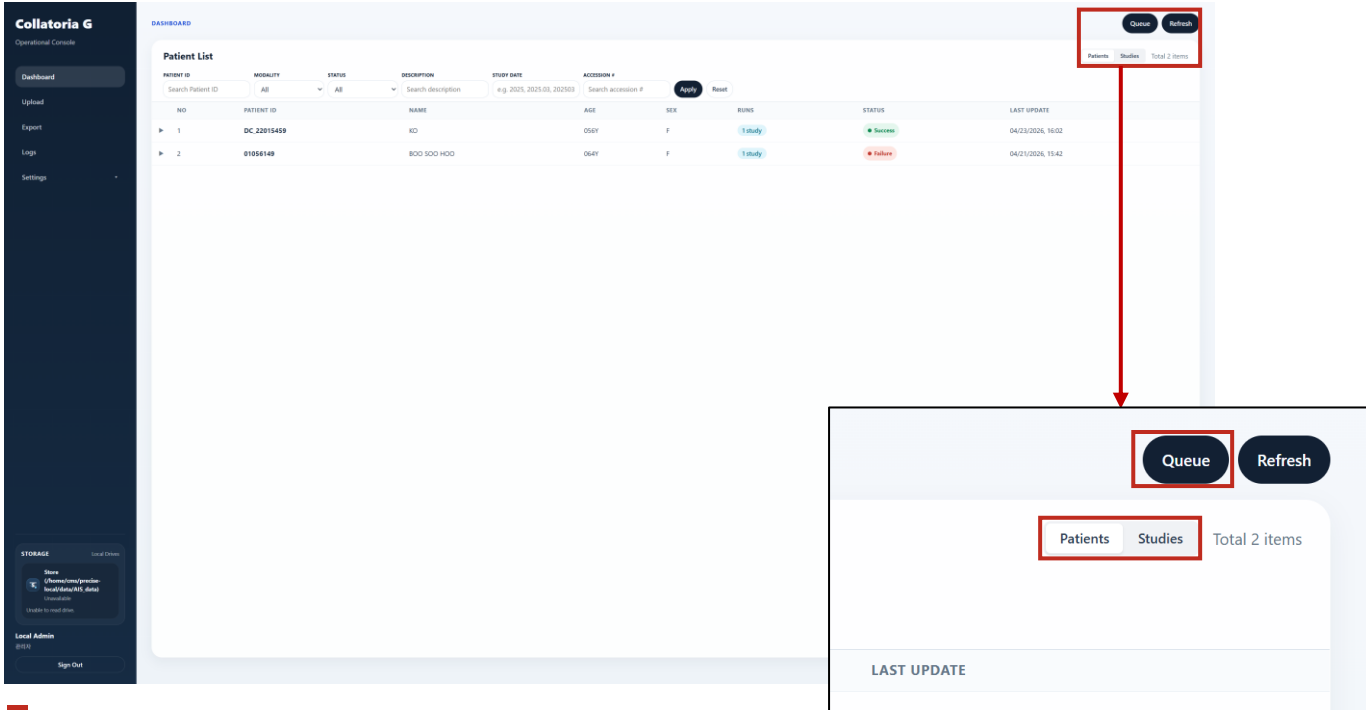 Collatoria G
Operational Console
Dashboard
Upload
Export
Logs
Settings
STORAGE Local Drives
Store
(/home/cms/precise-
local/data/AIS_data)
Unavailable
Unable to read drive.
Local Admin
관리자
Sign Out
DASHBOARD
Queue Refresh
Patient List
Patients Studies Total 2 items
PATIENT ID MODALITY STATUS DESCRIPTION STUDY DATE ACCESSION #
Search Patient ID All All Search description e.g. 2025, 2025.03, 202503 Search accession # Apply Reset
NO PATIENT ID NAME AGE SEX RUNS STATUS LAST UPDATE
1 DC_22015459 KO 056Y F 1 study Success 04/23/2026, 16:02
2 01056149 BOO SOO HOO 064Y F 1 study Failure 04/21/2026, 15:42
Queue Refresh
Patients Studies Total 2 items
LAST UPDATE